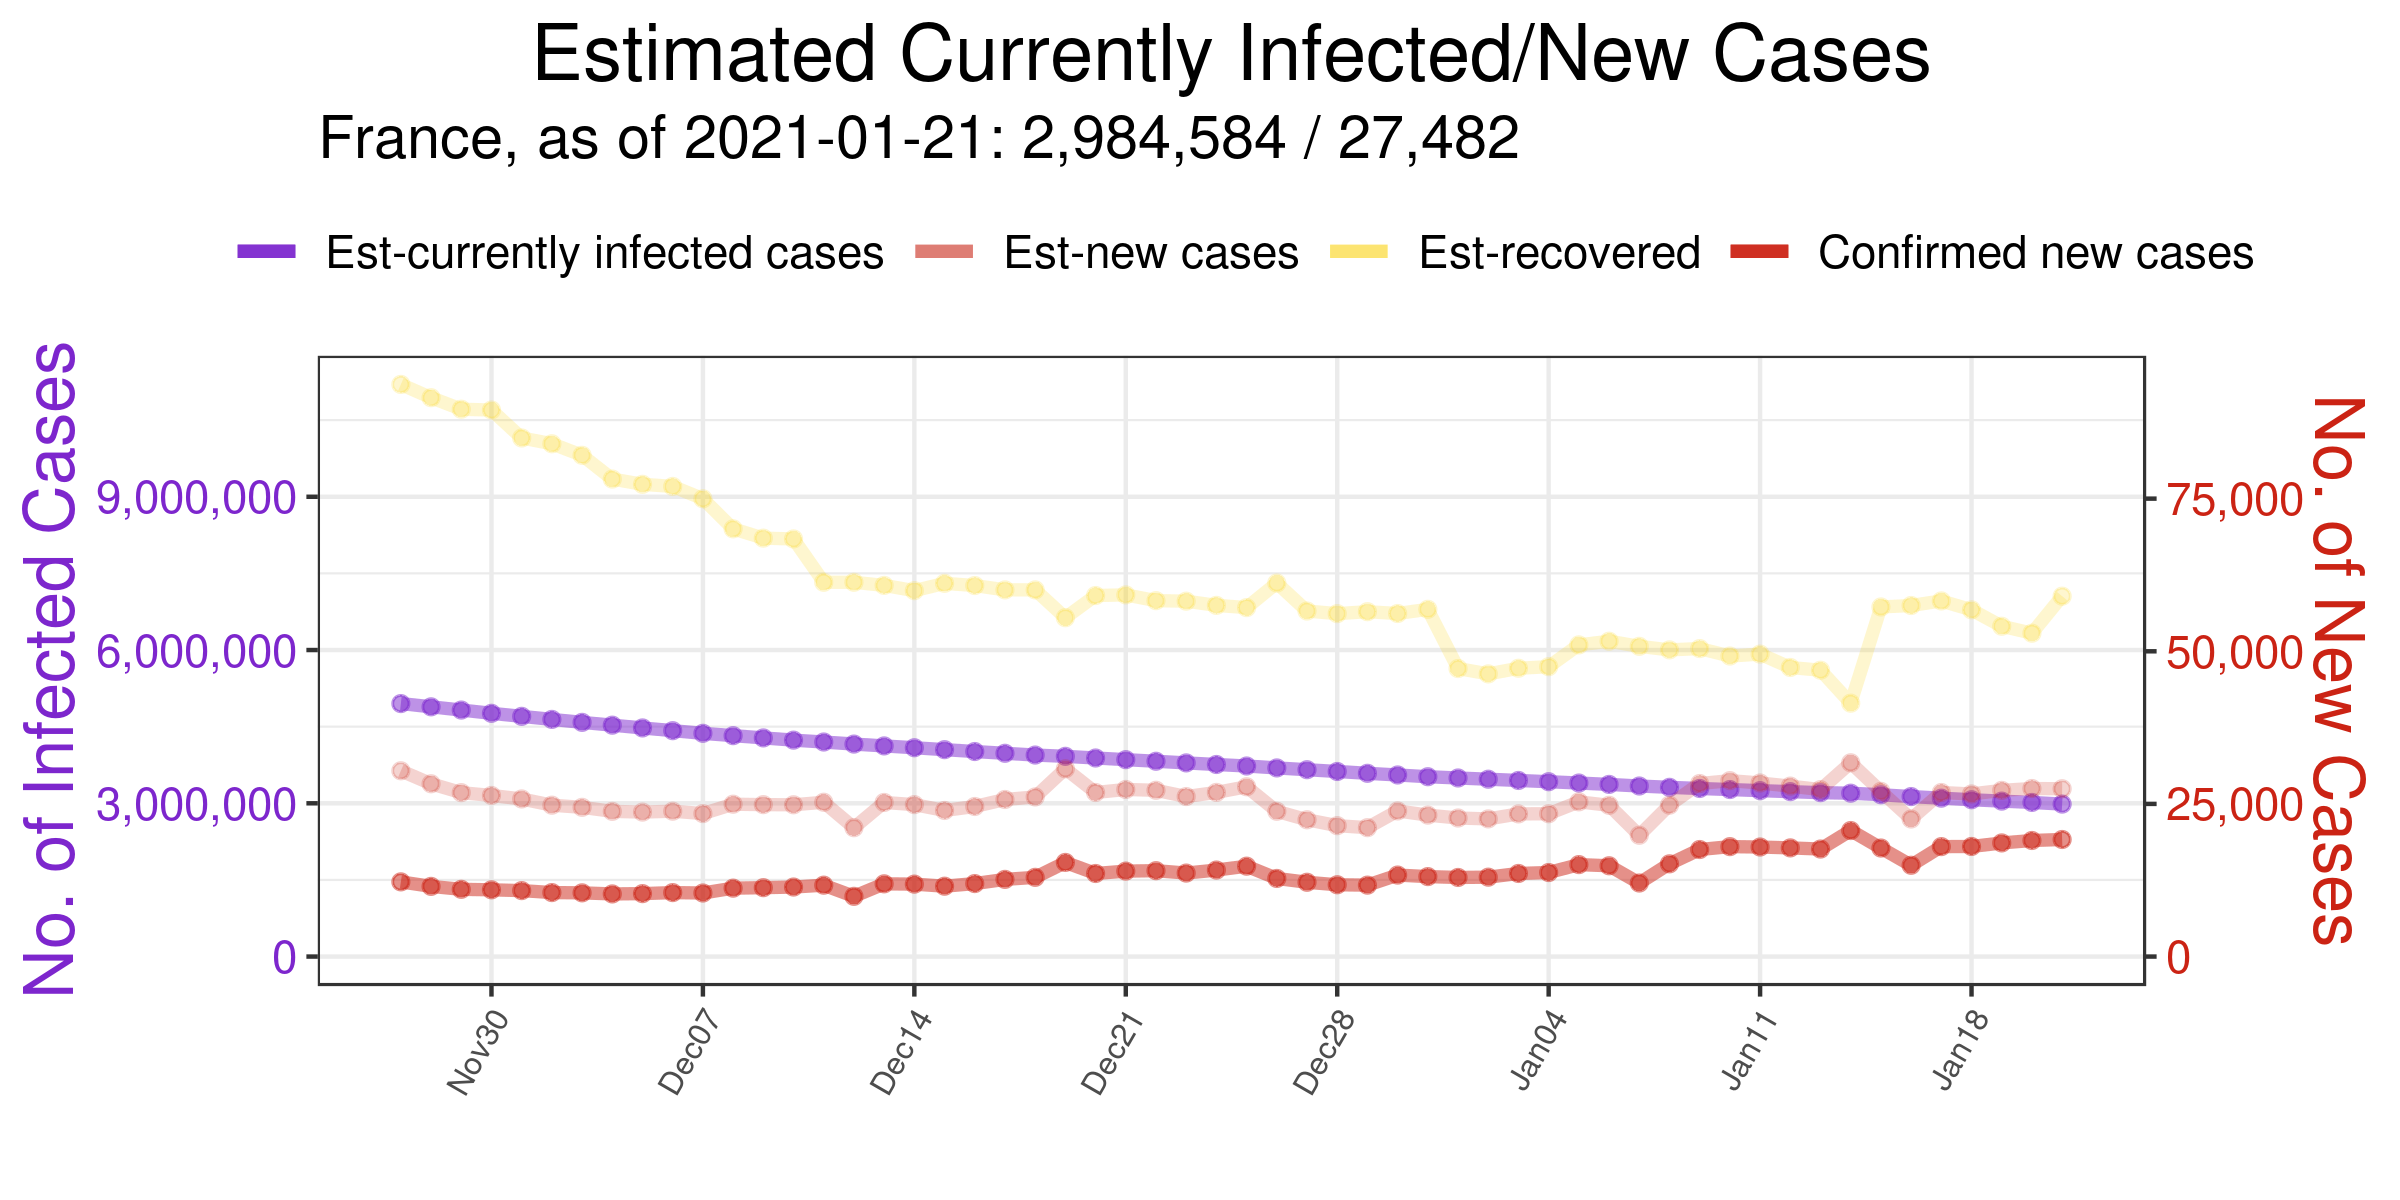 Estimated Currently Infected/New Cases
France, as of 2021-01-21: 2,984,584 / 27,482
Est-currently infected cases Est-new cases Est-recovered Confirmed new cases
No. of Infected Cases
9,000,000
6,000,000
3,000,000
0
75,000
50,000
25,000
0
No. of New Cases
Nov30 Dec07 Dec14 Dec21 Dec28 Jan04 Jan11 Jan18